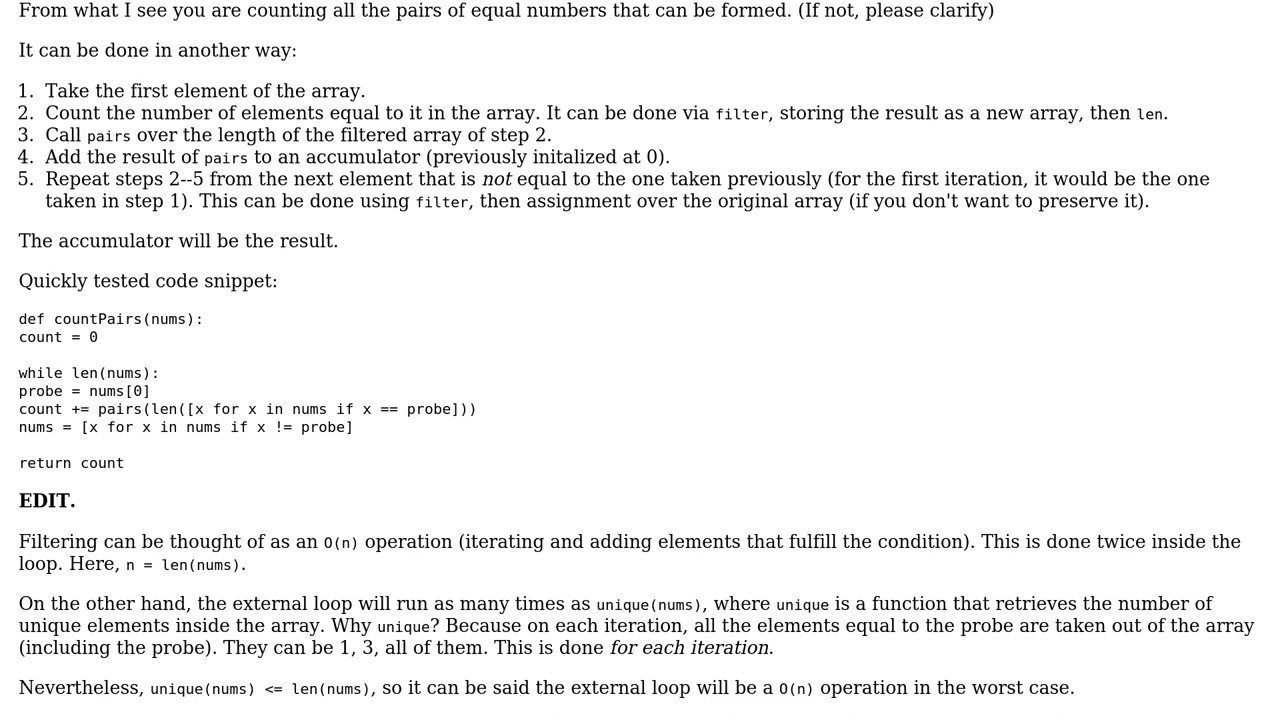 From what I see you are counting all the pairs of equal numbers that can be formed. (If not, please clarify)
It can be done in another way:
1. Take the first element of the array.
2. Count the number of elements equal to it in the array. It can be done via filter, storing the result as a new array, then len.
3. Call pairs over the length of the filtered array of step 2.
4. Add the result of pairs to an accumulator (previously initalized at 0).
5. Repeat steps 2--5 from the next element that is not equal to the one taken previously (for the first iteration, it would be the one
taken in step 1). This can be done using filter, then assignment over the original array (if you don't want to preserve it).
The accumulator will be the result.
Quickly tested code snippet:
def countPairs(nums):
count = 0
while len(nums):
probe = nums[0]
count += pairs(len([x for x in nums if x == probe]))
nums = [x for x in nums if x != probe]
return count
EDIT.
Filtering can be thought of as an O(n) operation (iterating and adding elements that fulfill the condition). This is done twice inside the
loop. Here, n = len(nums).
On the other hand, the external loop will run as many times as unique(nums), where unique is a function that retrieves the number of
unique elements inside the array. Why unique? Because on each iteration, all the elements equal to the probe are taken out of the array
(including the probe). They can be 1, 3, all of them. This is done for each iteration.
Nevertheless, unique(nums) <= len(nums), so it can be said the external loop will be a O(n) operation in the worst case.